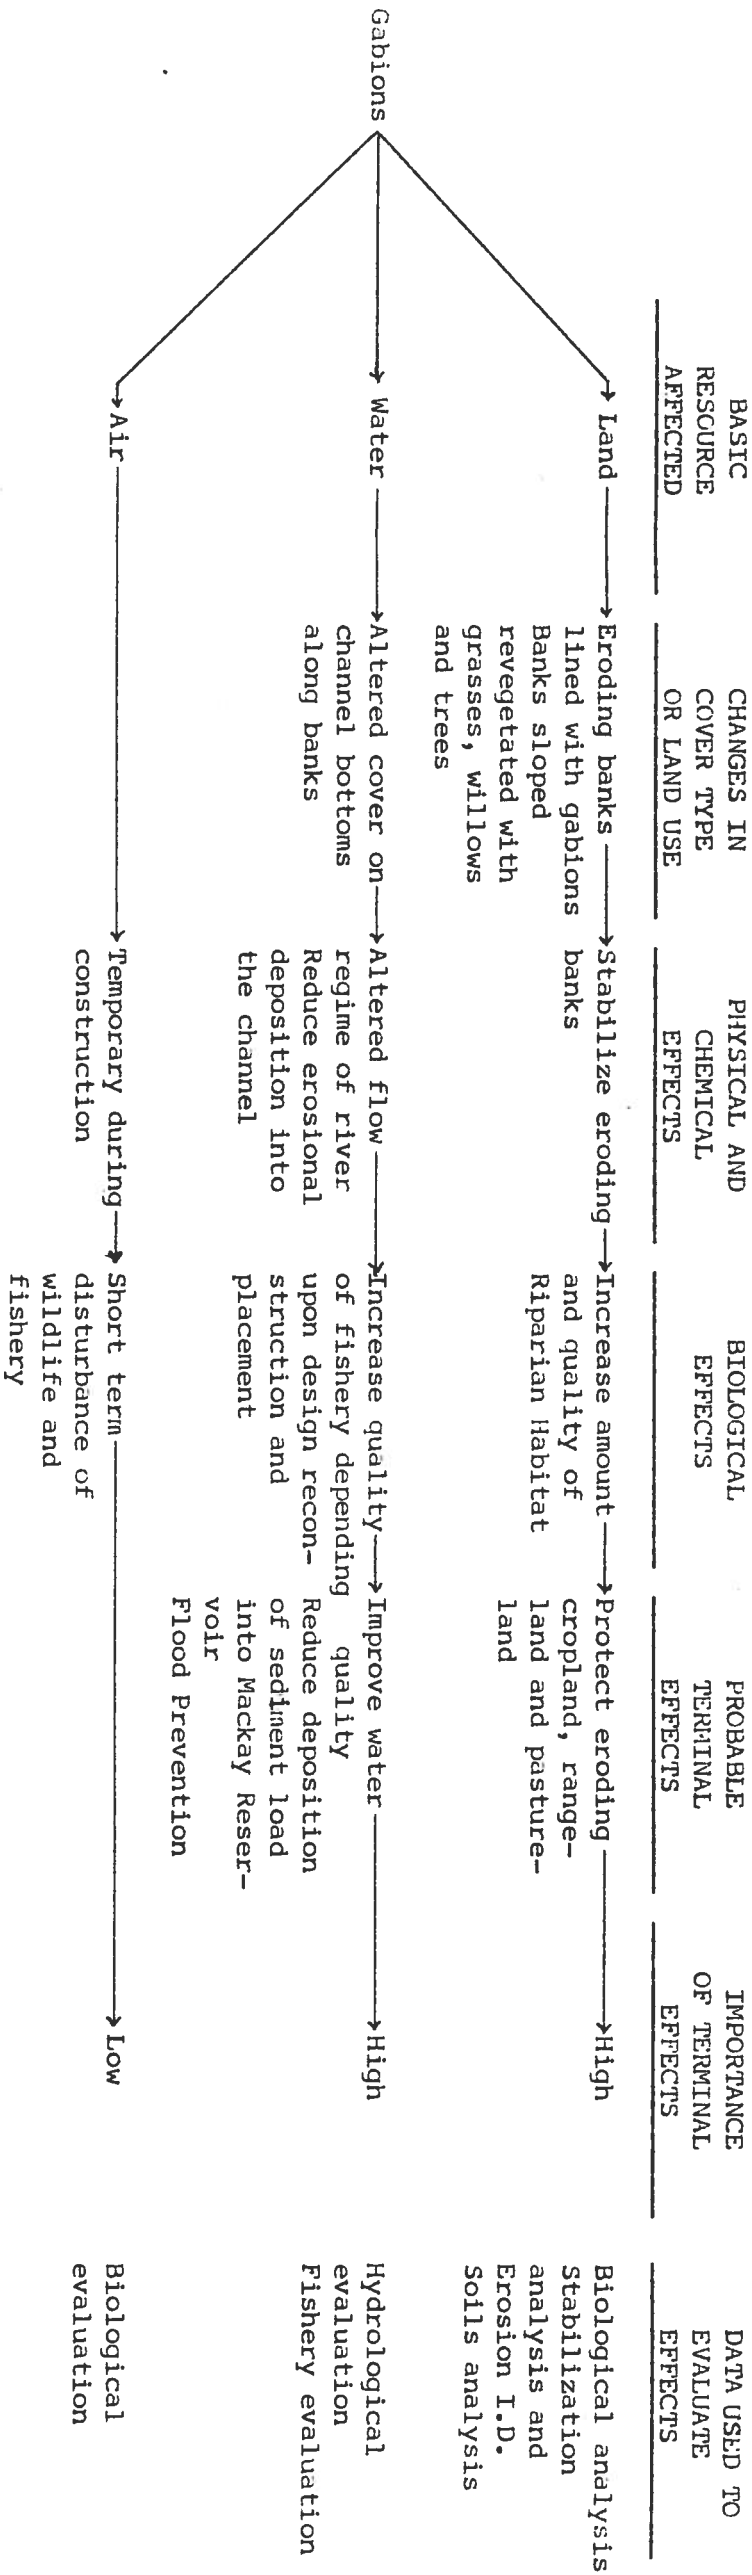 BASIC
RESOURCE
AFFECTED
CHANGES IN
COVER TYPE
OR LAND USE
PHYSICAL AND
CHEMICAL
EFFECTS
BIOLOGICAL
EFFECTS
PROBABLE
TERMINAL
EFFECTS
IMPORTANCE
OF TERMINAL
EFFECTS
DATA USED TO
EVALUATE
EFFECTS
Gabions
Land
Eroding banks
lined with gabions
Banks sloped
revegetated with
grasses, willows
and trees
Stabilize eroding
banks
Increase amount
and quality of
Riparian Habitat
Protect eroding
cropland, range-
land and pasture-
land
High
Biological analysis
Stabilization
analysis and
Erosion I.D.
Soils analysis
Water
Altered cover on
channel bottoms
along banks
Altered flow
regime of river
Reduce erosional
deposition into
the channel
Increase quality
of fishery depending
upon design recon-
struction and
placement
Improve water
quality
Reduce deposition
of sediment load
into Mackay Reser-
voir
Flood Prevention
High
Hydrological
evaluation
Fishery evaluation
Air
Temporary during
construction
Short term
disturbance of
wildlife and
fishery
Low
Biological
evaluation